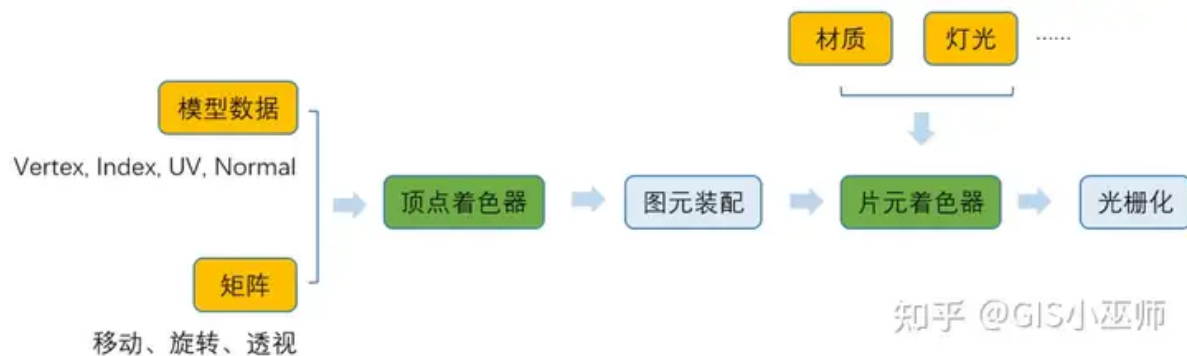 材质
灯光
……
模型数据
Vertex, Index, UV, Normal
顶点着色器
图元装配
片元着色器
光栅化
矩阵
移动、旋转、透视
知乎 @GIS小巫师